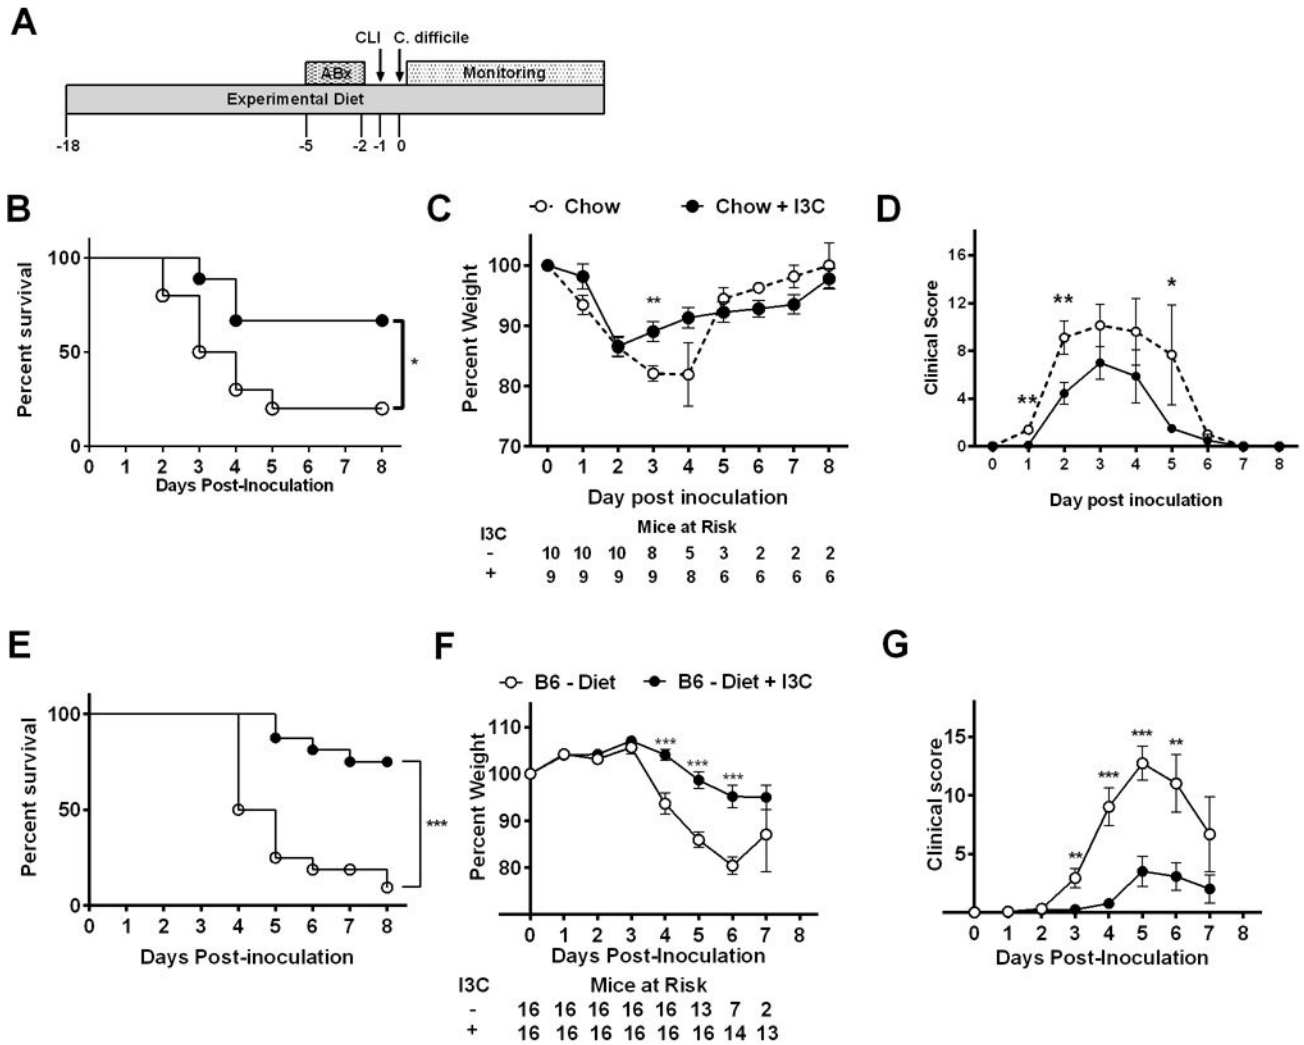 A
CLI C. difficile
ABx Monitoring
Experimental Diet
-18 -5 -2 -1 0
B
Percent survival
100
50
0
0 1 2 3 4 5 6 7 8
Days Post-Inoculation
*
C
Chow Chow + I3C
Percent Weight
100
90
80
70
**
0 1 2 3 4 5 6 7 8
Day post inoculation
Mice at Risk
I3C
- 10 10 10 8 5 3 2 2 2
+ 9 9 9 9 8 6 6 6 6
D
Clinical Score
16
12
8
4
0
** ** *
0 1 2 3 4 5 6 7 8
Day post inoculation
E
Percent survival
100
50
0
0 1 2 3 4 5 6 7 8
Days Post-inoculation
***
F
B6 - Diet B6 - Diet + I3C
Percent Weight
110
100
90
80
*** *** ***
0 1 2 3 4 5 6 7 8
Days Post-Inoculation
I3C Mice at Risk
- 16 16 16 16 16 13 7 2
+ 16 16 16 16 16 16 14 13
G
Clinical score
15
10
5
** *** *** **
0 1 2 3 4 5 6 7 8
Days Post-Inoculation